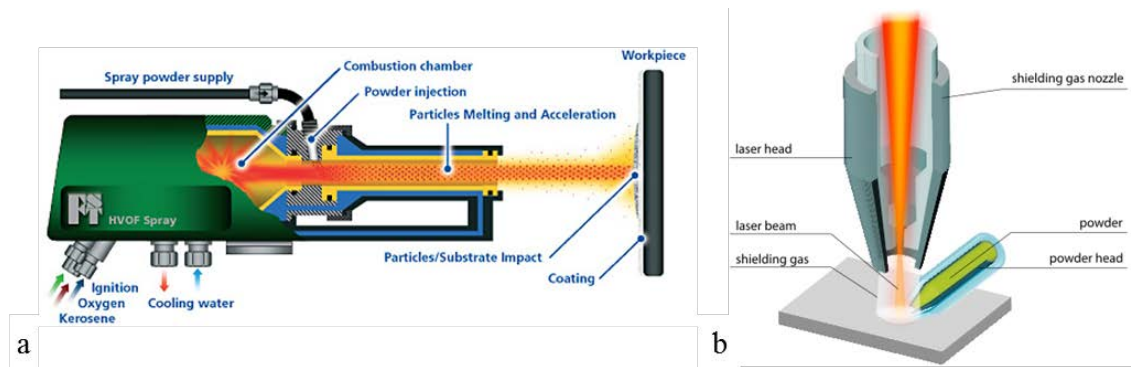 Spray powder supply
Combustion chamber
Powder injection
Particles Melting and Acceleration
Workpiece
HVOF Spray
Ignition
Oxygen
Kerosene
Cooling water
Particles/Substrate Impact
Coating
a
shielding gas nozzle
laser head
laser beam
shielding gas
powder
powder head
b